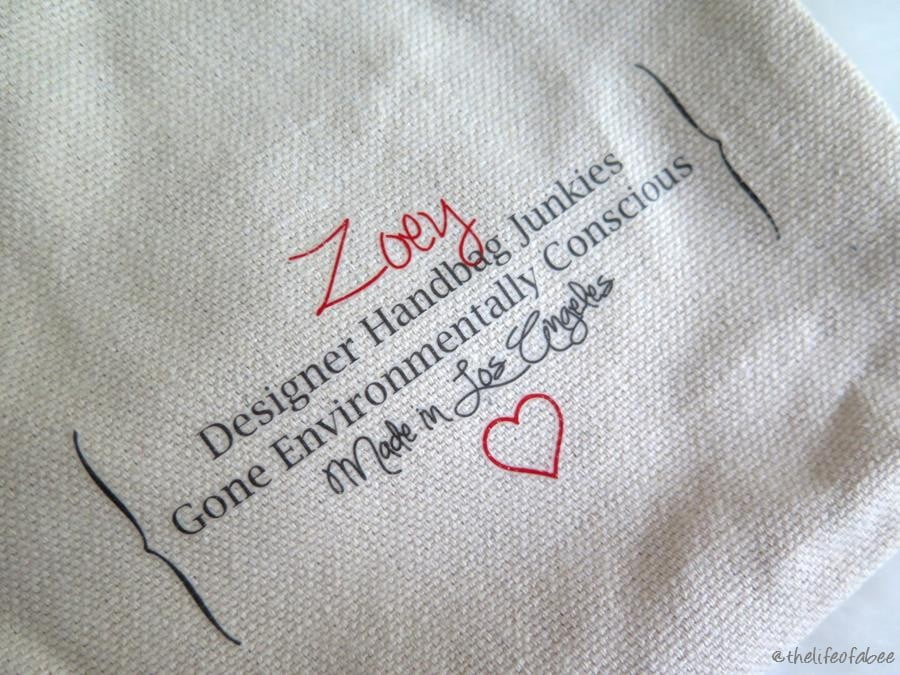 Zoey
Designer Handbag Junkies
Gone Environmentally Conscious
Made in Los Angeles
@thelifeofabee